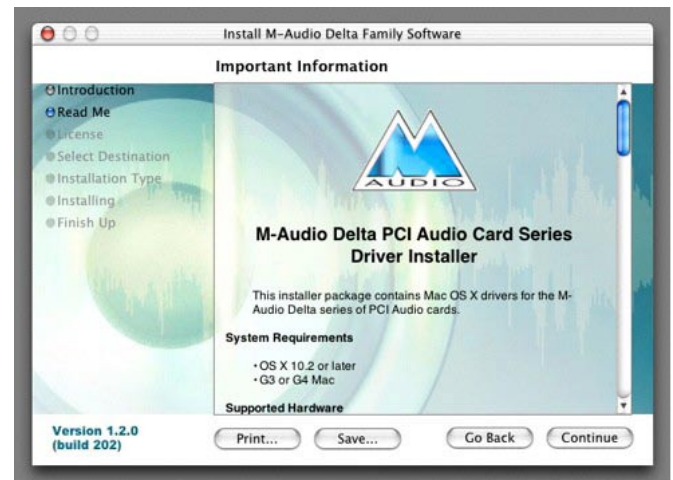 Install M-Audio Delta Family Software
Important Information
Introduction
Read Me
License
Select Destination
Installation Type
Installing
Finish Up
M
AUDIO
M-Audio Delta PCI Audio Card Series
Driver Installer
This installer package contains Mac OS X drivers for the M-
Audio Delta series of PCI Audio cards.
System Requirements
•OS X 10.2 or later
•G3 or G4 Mac
Supported Hardware
Version 1.2.0
(build 202)
Print...
Save...
Go Back
Continue